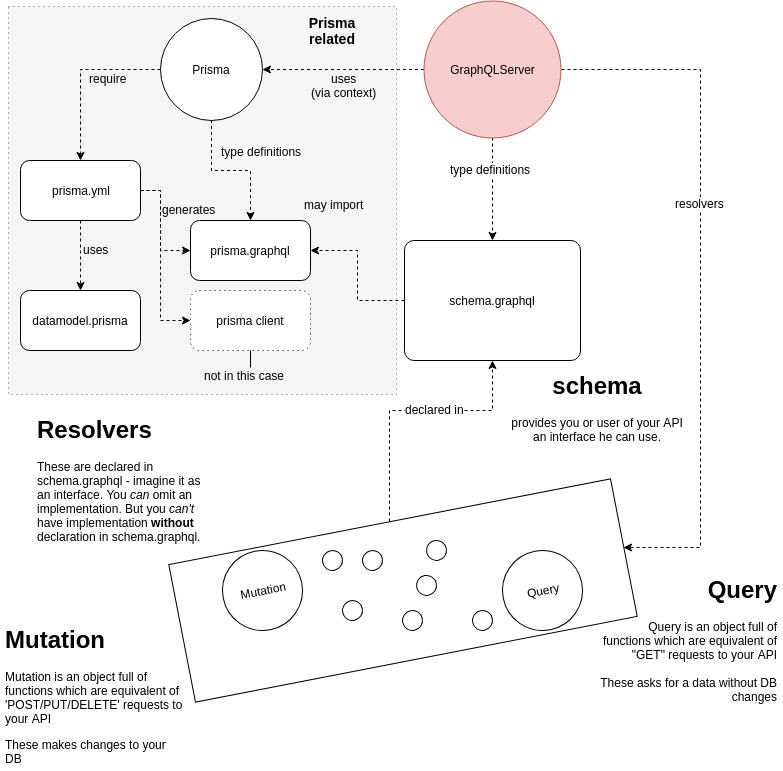 Prisma
related
Prisma
GraphQLServer
require
uses
(via context)
type definitions
type definitions
prisma.yml
generates
may import
resolvers
uses
prisma.graphql
datamodel.prisma
prisma client
schema.graphql
not in this case
schema
declared in
provides you or user of your API
an interface he can use.
Resolvers
These are declared in
schema.graphql - imagine it as
an interface. You can omit an
implementation. But you can't
have implementation without
declaration in schema.graphql.
Mutation
Query
Query
Query is an object full of
functions which are equivalent of
"GET" requests to your API
These asks for a data without DB
changes
Mutation
Mutation is an object full of
functions which are equivalent of
'POST/PUT/DELETE' requests to
your API
These makes changes to your
DB